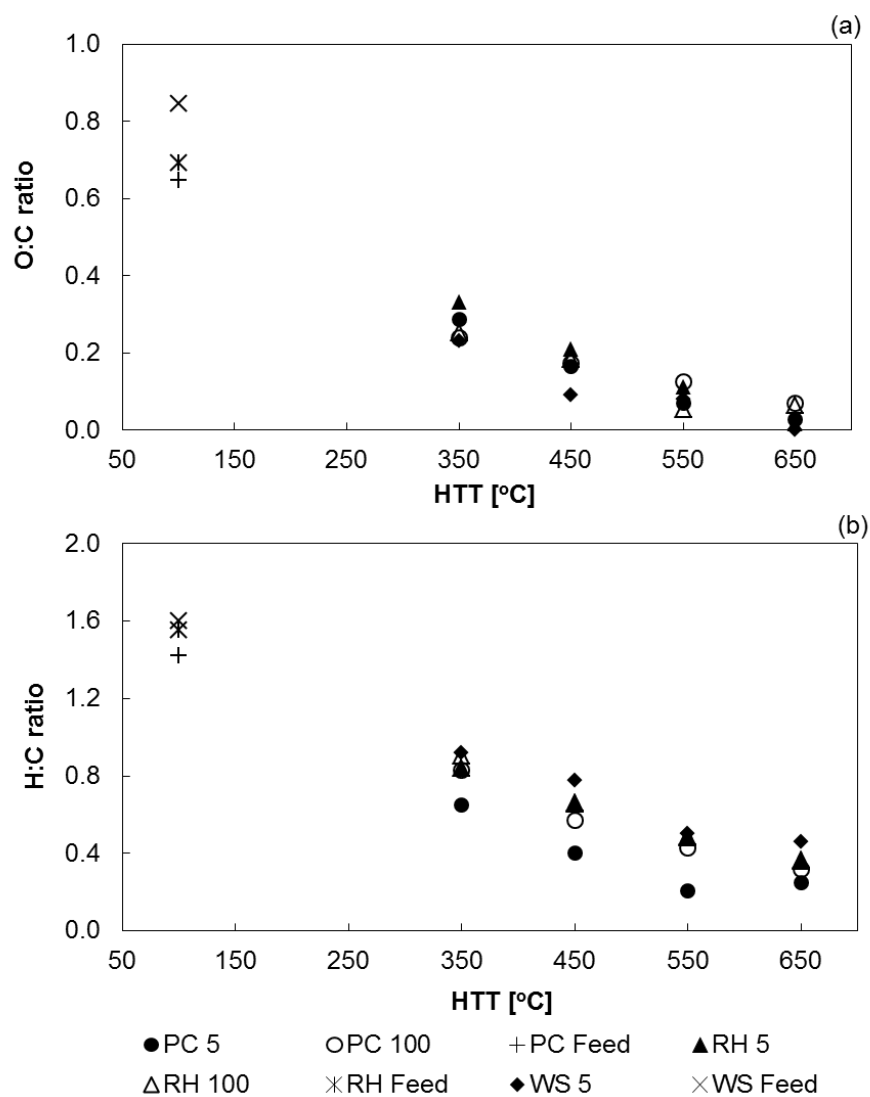 (a)
1.0
0.8
0.6
0.4
0.2
0.0
O:C ratio
50 150 250 350 450 550 650
HTT [ºC]
(b)
2.0
1.6
1.2
0.8
0.4
0.0
H:C ratio
50 150 250 350 450 550 650
HTT [ºC]
PC 5 PC 100 PC Feed RH 5
RH 100 RH Feed WS 5 WS Feed